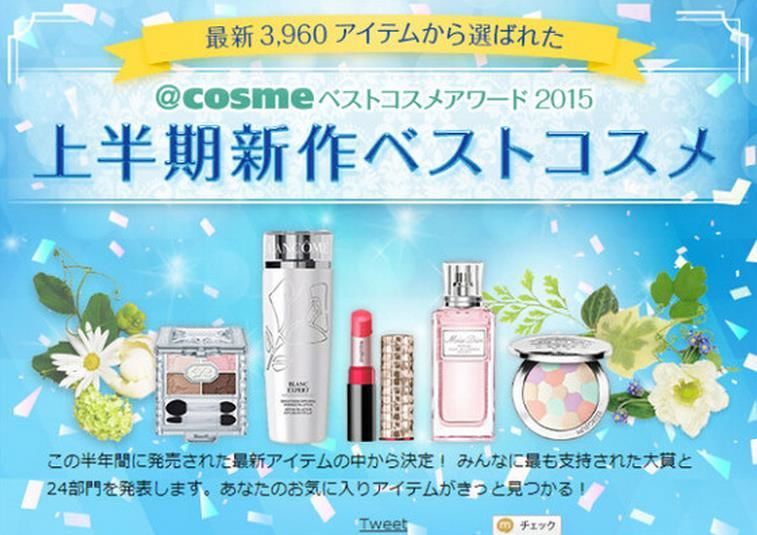 最新 3,960 アイテムから選ばれた
@cosme ベストコスメアワード 2015
上半期新作ベストコスメ
LANCÔME
BLANC
EXPERT
Miss Dior
この半年間に発売された最新アイテムの中から決定！ みんなに最も支持された大賞と
24部門を発表します。あなたのお気に入りアイテムがきっと見つかる！
Tweet
m チェック